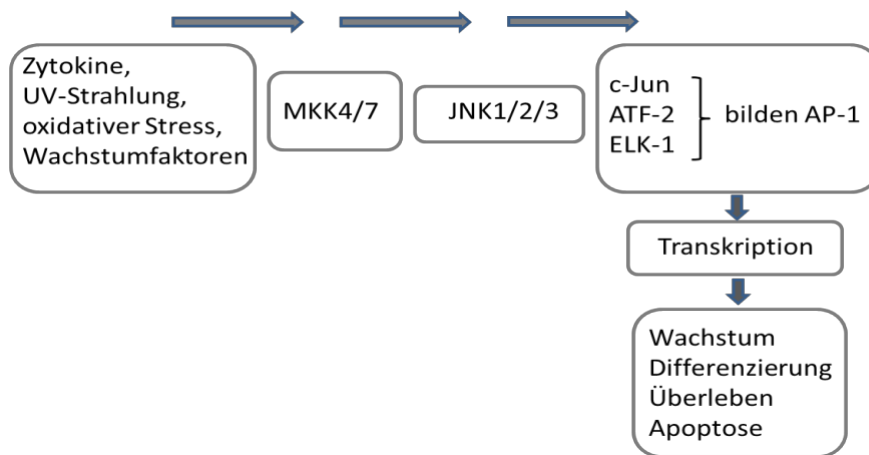 Zytokine,
UV-Strahlung,
oxidativer Stress,
Wachstumfaktoren
MKK4/7
JNK1/2/3
c-Jun
ATF-2
ELK-1
bilden AP-1
Transkription
Wachstum
Differenzierung
Überleben
Apoptose